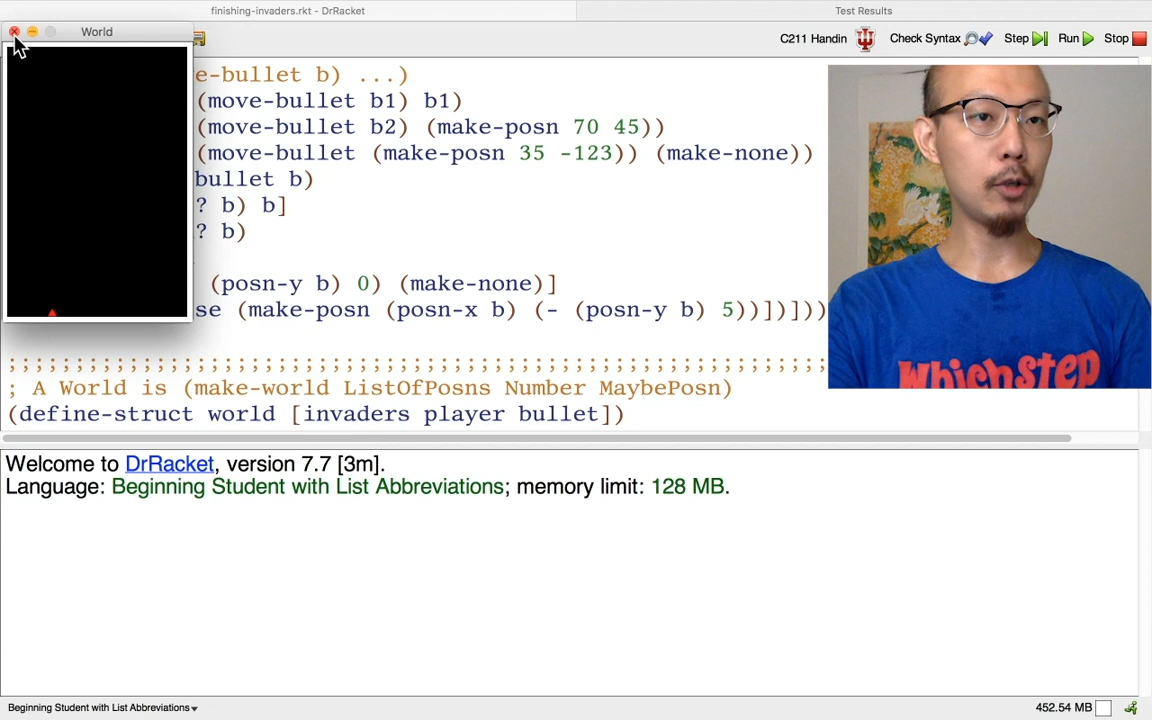 finishing-invaders.rkt - DrRacket
Test Results
World
C211 Handin
Check Syntax
Step
Run
Stop
e-bullet b) ...)
(move-bullet b1) b1)
(move-bullet b2) (make-posn 70 45))
(move-bullet (make-posn 35 -123)) (make-none))
bullet b)
? b) b]
? b)
(posn-y b) 0) (make-none)]
se (make-posn (posn-x b) (- (posn-y b) 5))])]))
;;;;;;;;;;;;;;;;;;;;;;;;;;;;;;;;;;;;;;;;;;;;;;;;;;;;;;;;;;;;;
; A World is (make-world ListOfPosns Number MaybePosn)
(define-struct world [invaders player bullet])
Which Step
Welcome to DrRacket, version 7.7 [3m].
Language: Beginning Student with List Abbreviations; memory limit: 128 MB.
Beginning Student with List Abbreviations
452.54 MB